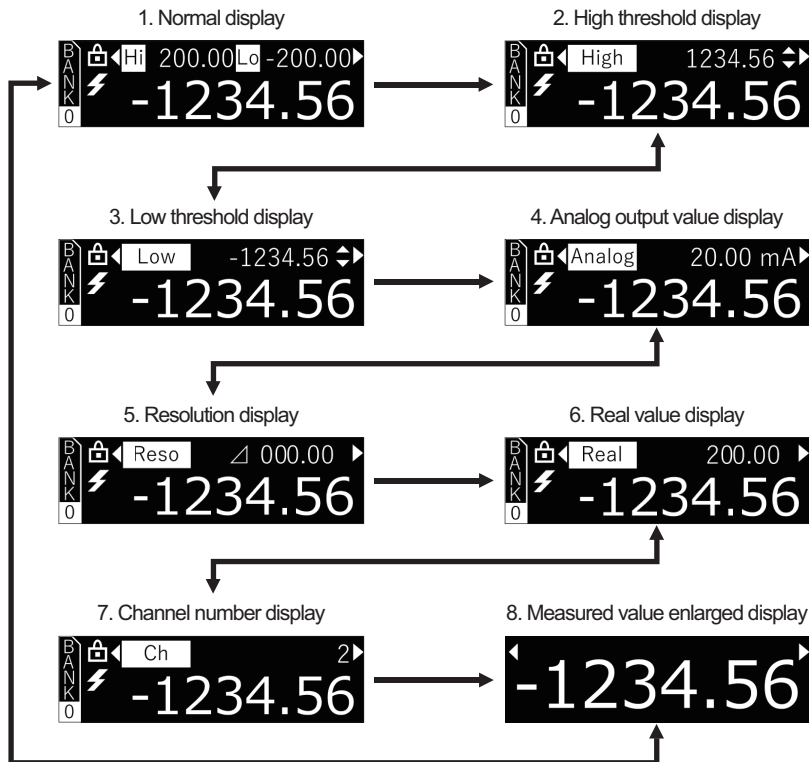 1. Normal display
BANK 0 Hi 200.00 Lo -200.00
-1234.56
2. High threshold display
BANK 0 High 1234.56
-1234.56
3. Low threshold display
BANK 0 Low -1234.56
-1234.56
4. Analog output value display
BANK 0 Analog 20.00 mA
-1234.56
5. Resolution display
BANK 0 Reso ⊿ 000.00
-1234.56
6. Real value display
BANK 0 Real 200.00
-1234.56
7. Channel number display
BANK 0 Ch 2
-1234.56
8. Measured value enlarged display
-1234.56